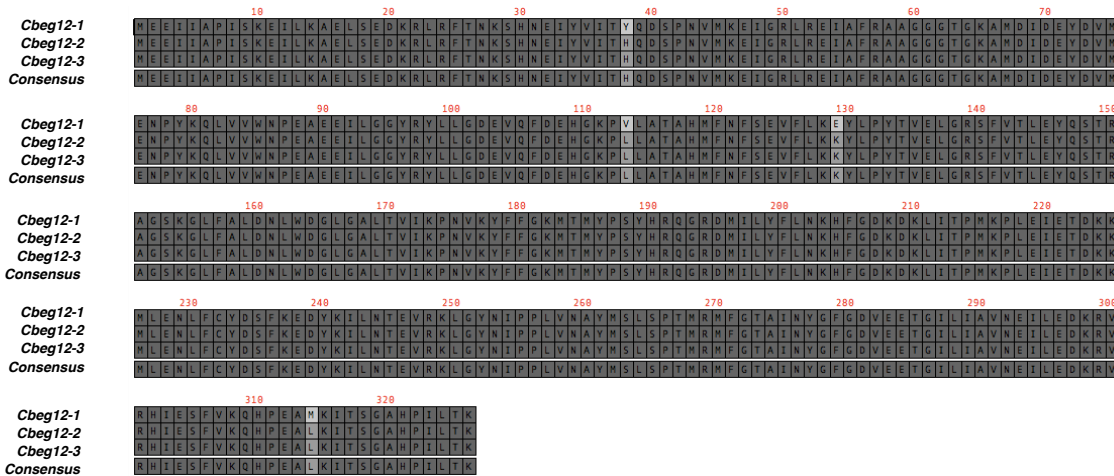 10 20 30 40 50 60 70
Cbeg12-1 MEEIIAPISKEILKAELSEDKRLRFTNKSHNEIYVITYQDSPNVMKEIGRLREIAFRAAGGGTGKAMDIDEYDVM
Cbeg12-2 MEEIIAPISKEILKAELSEDKRLRFTNKSHNEIYVITHQDSPNVMKEIGRLREIAFRAAGGGTGKAMDIDEYDVM
Cbeg12-3 MEEIIAPISKEILKAELSEDKRLRFTNKSHNEIYVITHQDSPNVMKEIGRLREIAFRAAGGGTGKAMDIDEYDVM
Consensus MEEIIAPISKEILKAELSEDKRLRFTNKSHNEIYVITHQDSPNVMKEIGRLREIAFRAAGGGTGKAMDIDEYDVM
80 90 100 110 120 130 140 150
Cbeg12-1 ENPYKQLVVWNPEAEEILGGYRYLLGDEVQFDEHGKPVLATAHMFNFSEVFLKEYLPYTVELGRSFVTLEYQSTR
Cbeg12-2 ENPYKQLVVWNPEAEEILGGYRYLLGDEVQFDEHGKPLLATAHMFNFSEVFLKKYLPYTVELGRSFVTLEYQSTR
Cbeg12-3 ENPYKQLVVWNPEAEEILGGYRYLLGDEVQFDEHGKPLLATAHMFNFSEVFLKKYLPYTVELGRSFVTLEYQSTR
Consensus ENPYKQLVVWNPEAEEILGGYRYLLGDEVQFDEHGKPLLATAHMFNFSEVFLKKYLPYTVELGRSFVTLEYQSTR
160 170 180 190 200 210 220
Cbeg12-1 AGSKGLFALDNLWDGLGALTVIKPNVKYFFGKMTMYPSYHRQGRDMILYFLNKHFGDKDKLITPMKPLEIETDKK
Cbeg12-2 AGSKGLFALDNLWDGLGALTVIKPNVKYFFGKMTMYPSYHRQGRDMILYFLNKHFGDKDKLITPMKPLEIETDKK
Cbeg12-3 AGSKGLFALDNLWDGLGALTVIKPNVKYFFGKMTMYPSYHRQGRDMILYFLNKHFGDKDKLITPMKPLEIETDKK
Consensus AGSKGLFALDNLWDGLGALTVIKPNVKYFFGKMTMYPSYHRQGRDMILYFLNKHFGDKDKLITPMKPLEIETDKK
230 240 250 260 270 280 290 300
Cbeg12-1 MLENLFCYDSFKEDYKILNTEVRKLGYNIPPLVNAYMSLSPTMRMFGTAINYGFGDVEETGILIAVNEILEDKRV
Cbeg12-2 MLENLFCYDSFKEDYKILNTEVRKLGYNIPPLVNAYMSLSPTMRMFGTAINYGFGDVEETGILIAVNEILEDKRV
Cbeg12-3 MLENLFCYDSFKEDYKILNTEVRKLGYNIPPLVNAYMSLSPTMRMFGTAINYGFGDVEETGILIAVNEILEDKRV
Consensus MLENLFCYDSFKEDYKILNTEVRKLGYNIPPLVNAYMSLSPTMRMFGTAINYGFGDVEETGILIAVNEILEDKRV
310 320
Cbeg12-1 RHIESFVKQHPEAMKITSGAHPILTK
Cbeg12-2 RHIESFVKQHPEALKITSGAHPILTK
Cbeg12-3 RHIESFVKQHPEALKITSGAHPILTK
Consensus RHIESFVKQHPEALKITSGAHPILTK